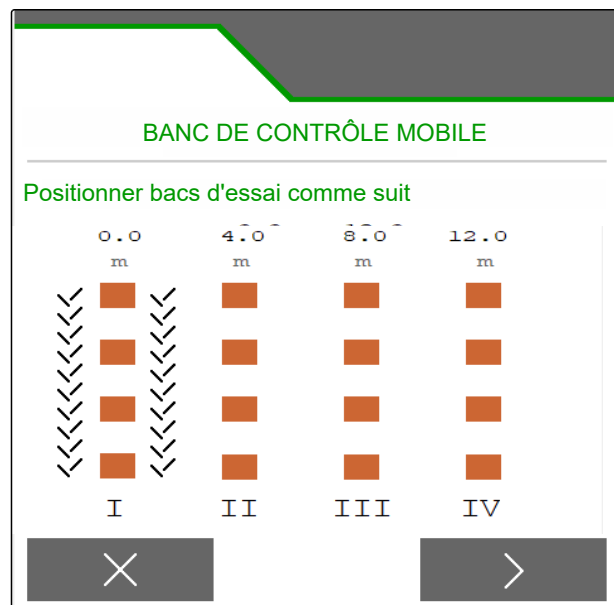 BANC DE CONTRÔLE MOBILE
Positionner bacs d'essai comme suit
0.0 4.0 8.0 12.0
m m m m
I II III IV